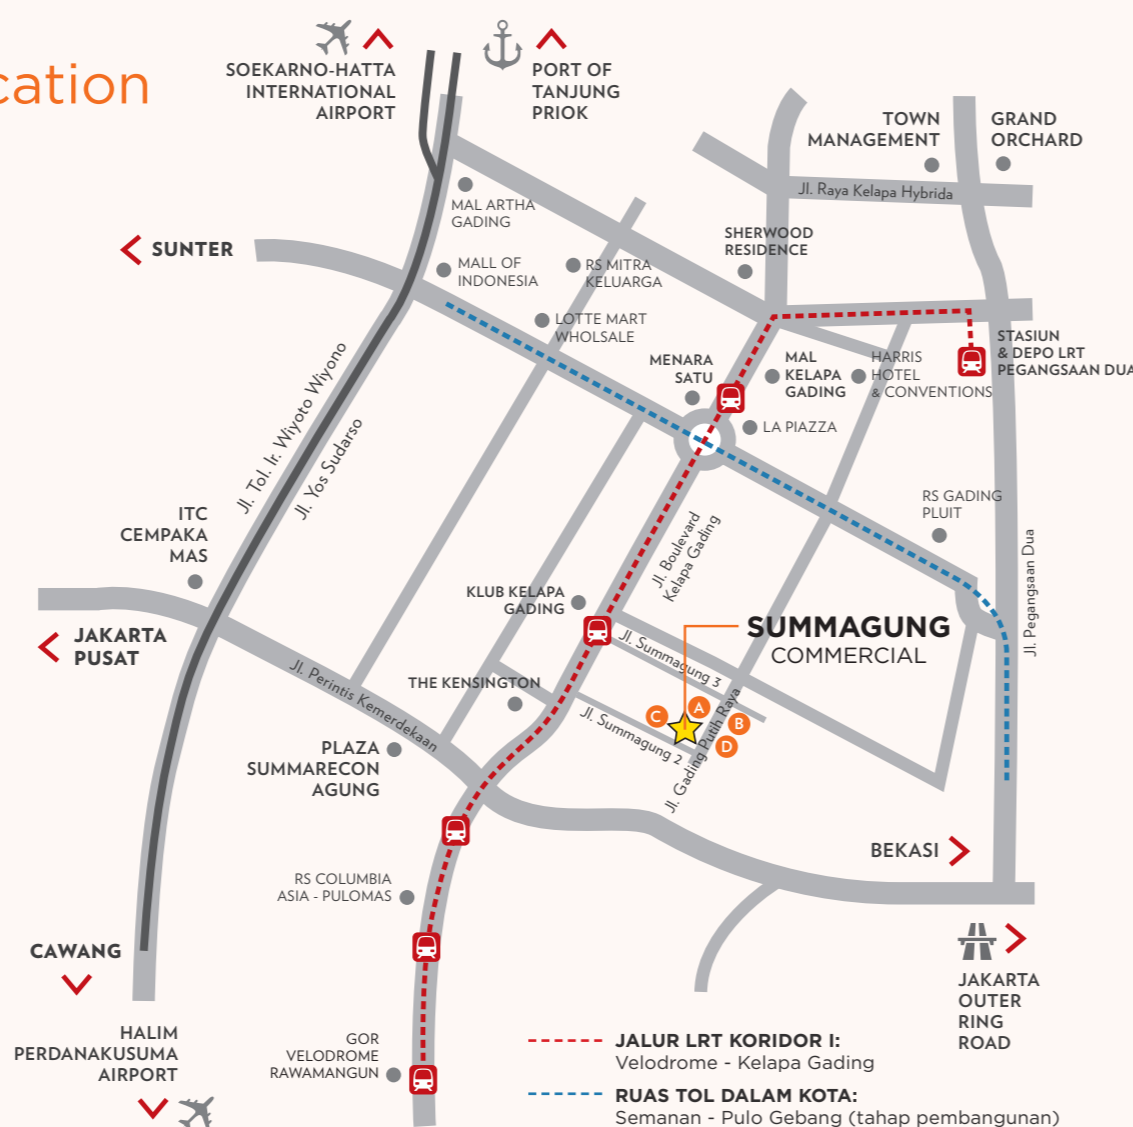 cation
SOEKARNO-HATTA
INTERNATIONAL
AIRPORT
PORT OF
TANJUNG
PRIOK
TOWN
MANAGEMENT
GRAND
ORCHARD
Jl. Raya Kelapa Hybrida
MAL ARTHA
GADING
SHERWOOD
RESIDENCE
SUNTER
MALL OF
INDONESIA
RS MITRA
KELUARGA
LOTTE MART
WHOLSALE
MENARA
SATU
MAL
KELAPA
GADING
HARRIS
HOTEL
& CONVENTIONS
STASIUN
& DEPO LRT
PEGANGSAAN DUA
LA PIAZZA
Jl. Tol. Ir. Wiyoto Wiyono
Jl. Yos Sudarso
RS GADING
PLUIT
ITC
CEMPAKA
MAS
Jl. Boulevard
Kelapa Gading
Jl. Pegangsaan Dua
KLUB KELAPA
GADING
JAKARTA
PUSAT
SUMMAGUNG
COMMERCIAL
Jl. Summagung 3
Jl. Perintis Kemerdekaan
THE KENSINGTON
C
A
B
D
Jl. Summagung 2
Jl. Gading Putih Raya
PLAZA
SUMMARECON
AGUNG
BEKASI
RS COLUMBIA
ASIA - PULOMAS
CAWANG
JAKARTA
OUTER
RING
ROAD
HALIM
PERDANAKUSUMA
AIRPORT
GOR
VELODROME
RAWAMANGUN
JALUR LRT KORIDOR I:
Velodrome - Kelapa Gading
RUAS TOL DALAM KOTA:
Semanan - Pulo Gebang (tahap pembangunan)